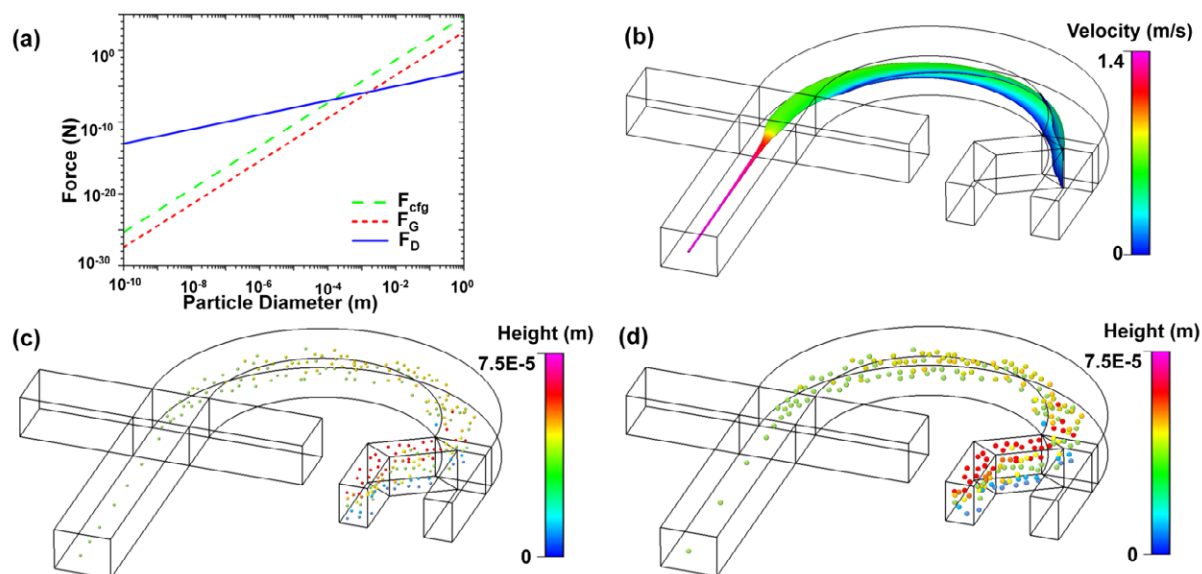 (a)
Force (N)
10^0
10^-10
10^-20
10^-30
F_cfg
F_G
F_D
10^-10
10^-8
10^-6
10^-4
10^-2
10^0
Particle Diameter (m)
(b)
Velocity (m/s)
1.4
0
(c)
Height (m)
7.5E-5
0
(d)
Height (m)
7.5E-5
0